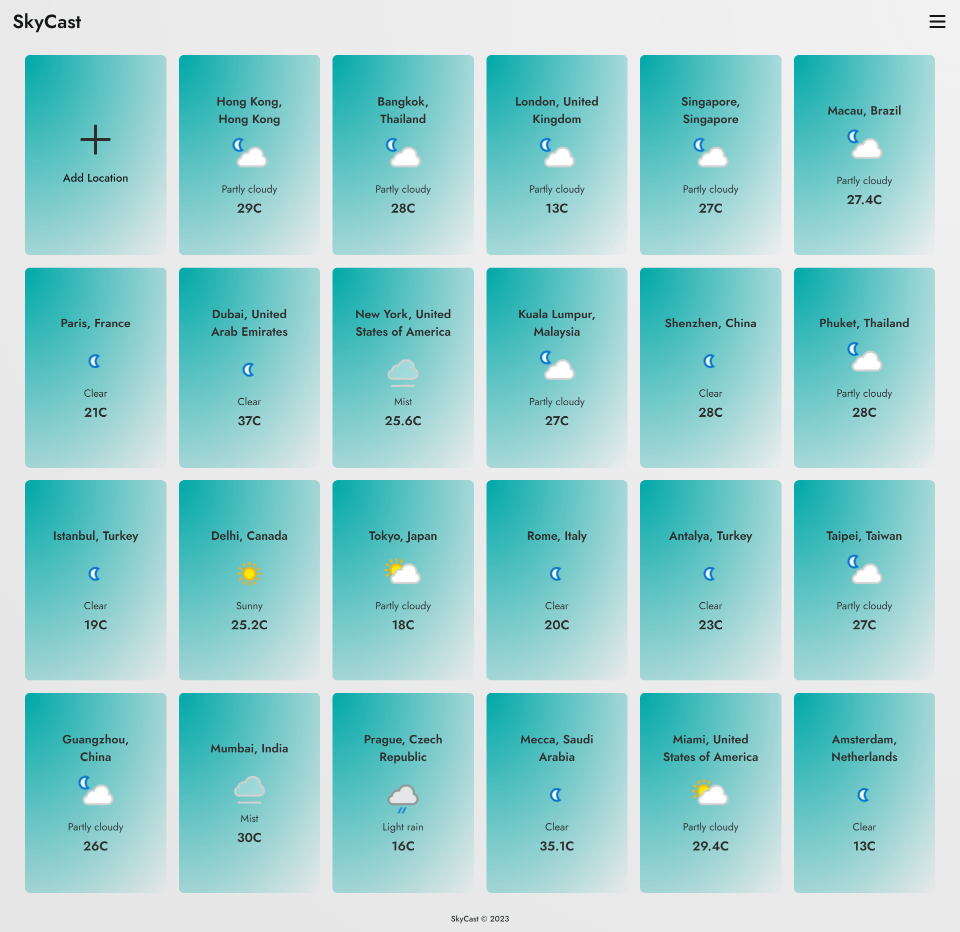 SkyCast
Add Location
Hong Kong,
Hong Kong
Partly cloudy
29C
Bangkok,
Thailand
Partly cloudy
28C
London, United
Kingdom
Partly cloudy
13C
Singapore,
Singapore
Partly cloudy
27C
Macau, Brazil
Partly cloudy
27.4C
Paris, France
Clear
21C
Dubai, United
Arab Emirates
Clear
37C
New York, United
States of America
Mist
25.6C
Kuala Lumpur,
Malaysia
Partly cloudy
27C
Shenzhen, China
Clear
28C
Phuket, Thailand
Partly cloudy
28C
Istanbul, Turkey
Clear
19C
Delhi, Canada
Sunny
25.2C
Tokyo, Japan
Partly cloudy
18C
Rome, Italy
Clear
20C
Antalya, Turkey
Clear
23C
Taipei, Taiwan
Partly cloudy
27C
Guangzhou,
China
Partly cloudy
26C
Mumbai, India
Mist
30C
Prague, Czech
Republic
Light rain
16C
Mecca, Saudi
Arabia
Clear
35.1C
Miami, United
States of America
Partly cloudy
29.4C
Amsterdam,
Netherlands
Clear
13C
SkyCast © 2023